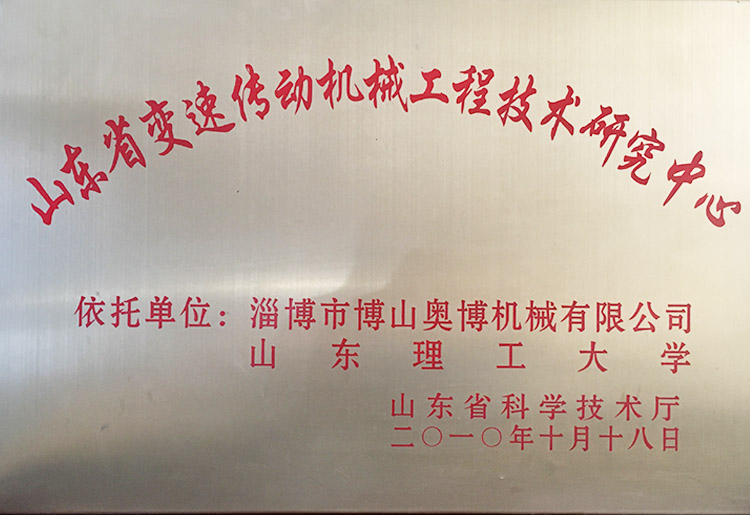 山东省变速传动机械工程技术研究中心
依托单位：淄博市博山奥博机械有限公司
山东理工大学
山东省科学技术厅
二〇一〇年十月十八日